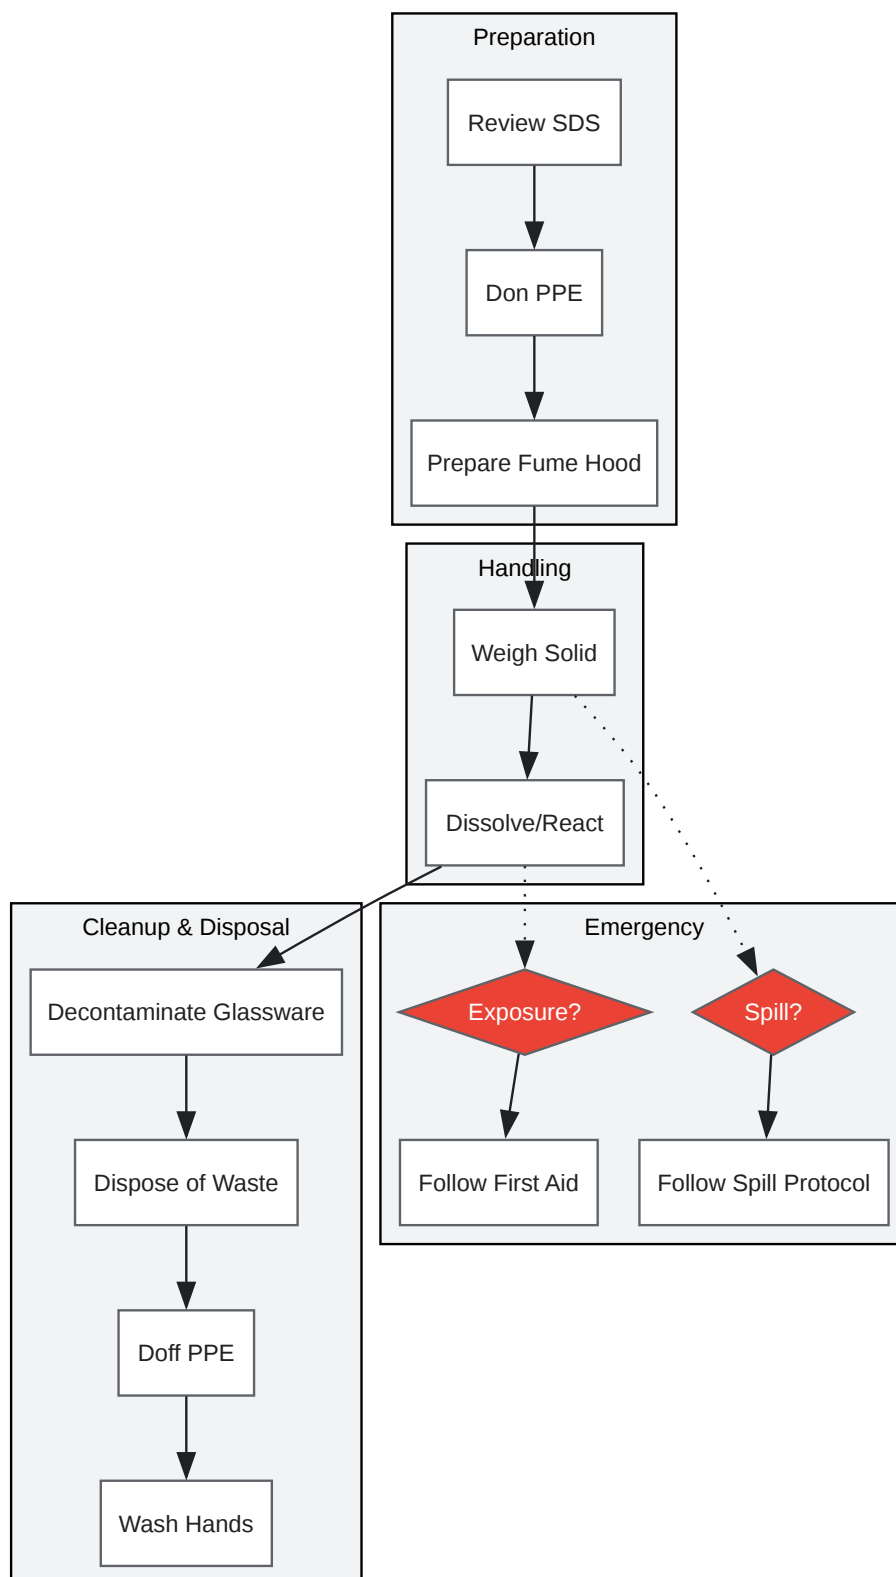 Preparation
Review SDS
Don PPE
Prepare Fume Hood
Handling
Weigh Solid
Dissolve/React
Cleanup & Disposal
Decontaminate Glassware
Dispose of Waste
Doff PPE
Wash Hands
Emergency
Exposure?
Spill?
Follow First Aid
Follow Spill Protocol